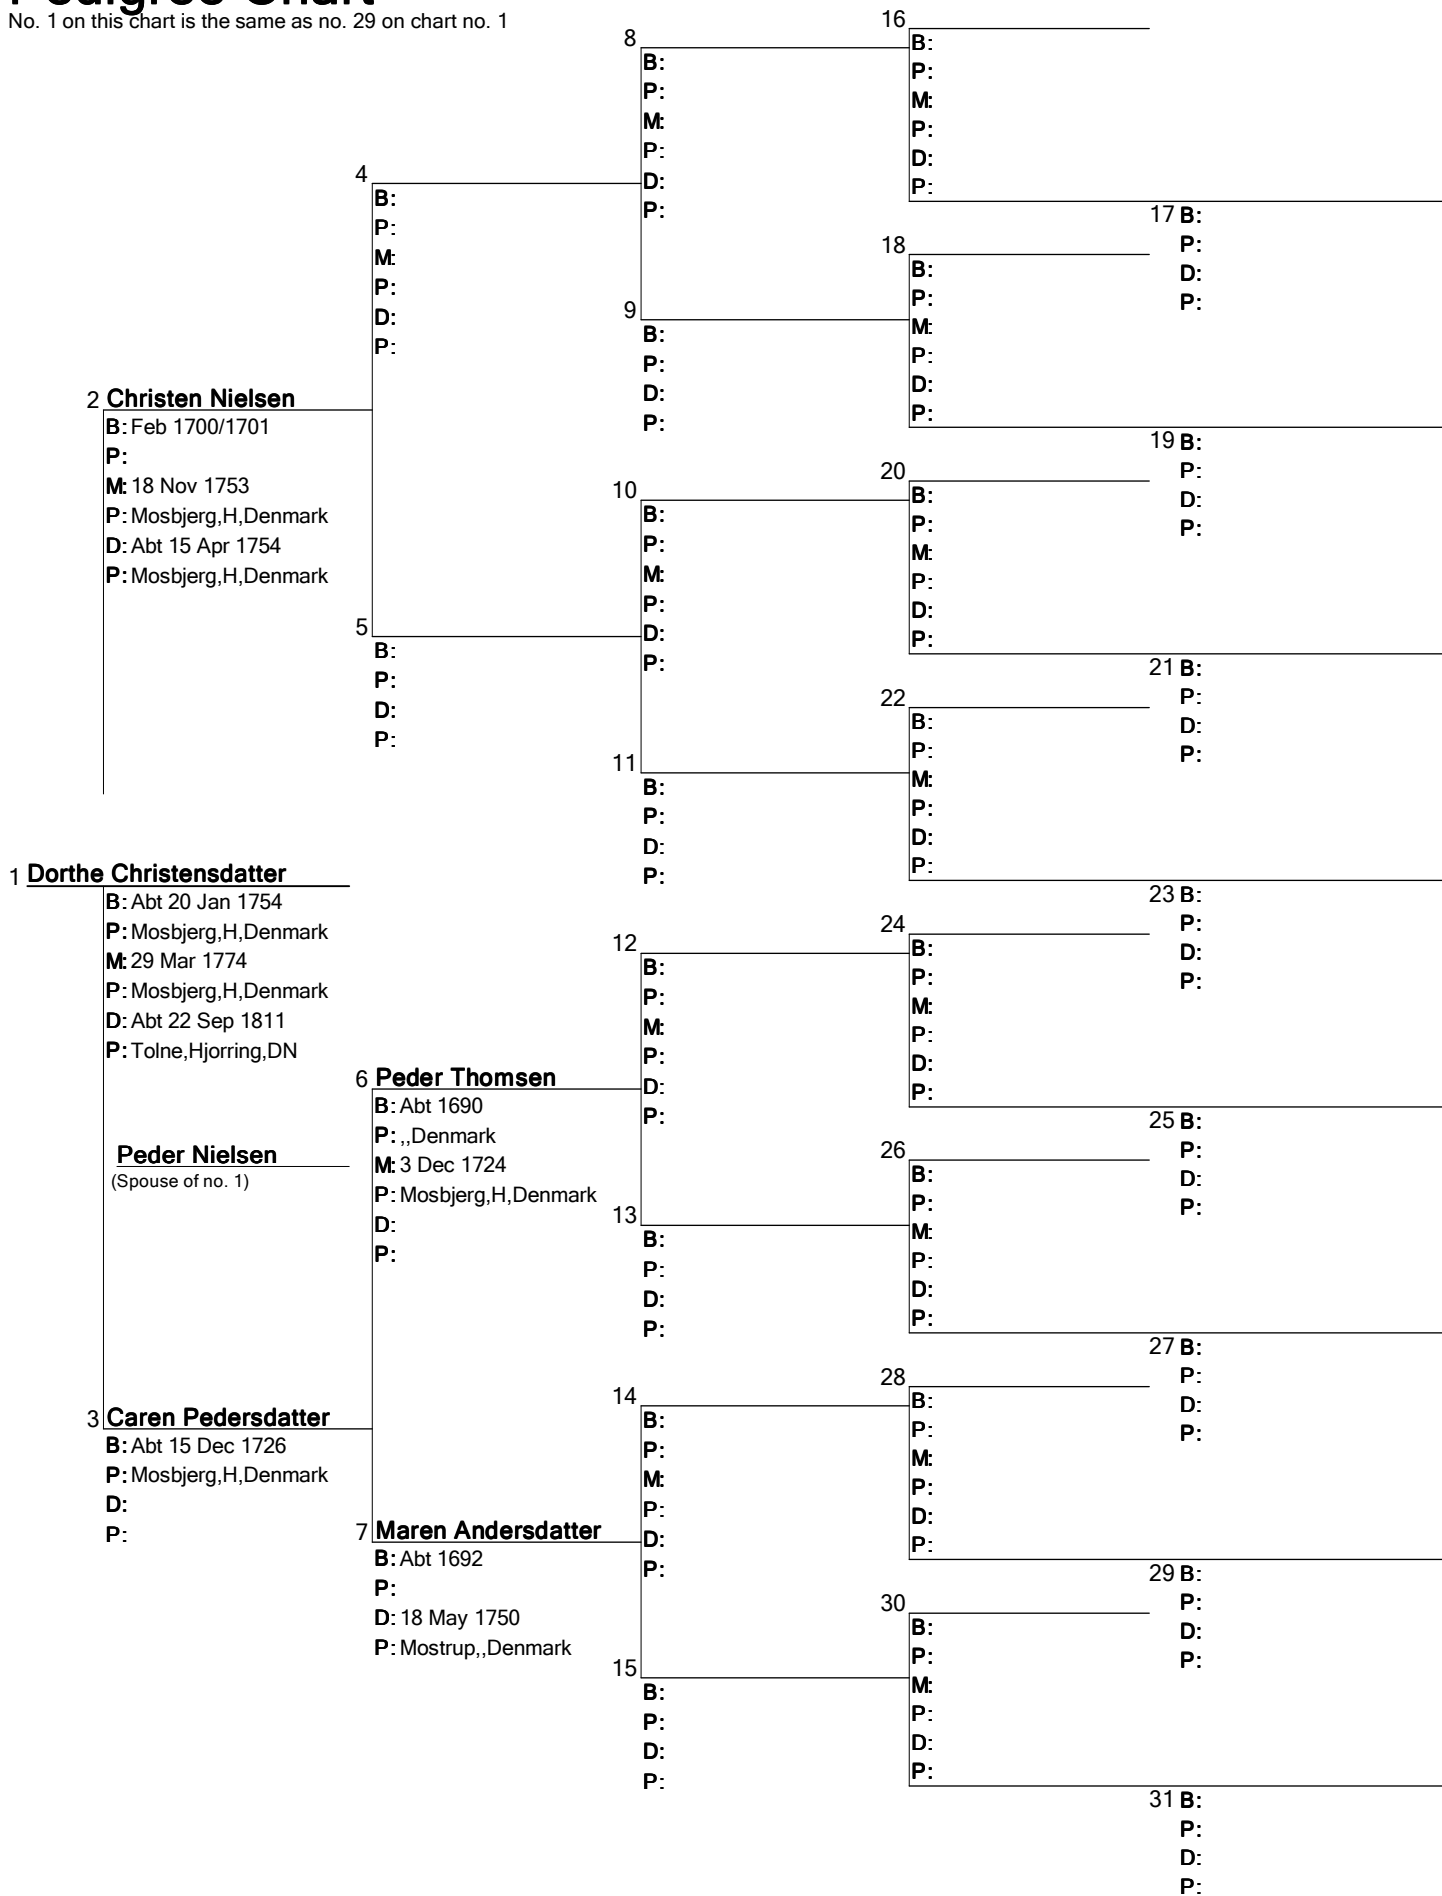 Pedigree Chart
No. 1 on this chart is the same as no. 29 on chart no. 1
1 Dorthe Christensdatter
B: Abt 20 Jan 1754
P: Mosbjerg,H,Denmark
M: 29 Mar 1774
P: Mosbjerg,H,Denmark
D: Abt 22 Sep 1811
P: Tolne,Hjorring,DN
Peder Nielsen
(Spouse of no. 1)
2 Christen Nielsen
B: Feb 1700/1701
P:
M: 18 Nov 1753
P: Mosbjerg,H,Denmark
D: Abt 15 Apr 1754
P: Mosbjerg,H,Denmark
3 Caren Pedersdatter
B: Abt 15 Dec 1726
P: Mosbjerg,H,Denmark
D:
P:
4
B:
P:
M:
P:
D:
P:
5
B:
P:
D:
P:
6 Peder Thomsen
B: Abt 1690
P: ,,Denmark
M: 3 Dec 1724
P: Mosbjerg,H,Denmark
D:
P:
7 Maren Andersdatter
B: Abt 1692
P:
D: 18 May 1750
P: Mostrup,,Denmark
8
B:
P:
M:
P:
D:
P:
9
B:
P:
D:
P:
10
B:
P:
M:
P:
D:
P:
11
B:
P:
D:
P:
12
B:
P:
M:
P:
D:
P:
13
B:
P:
D:
P:
14
B:
P:
M:
P:
D:
P:
15
B:
P:
D:
P:
16
B:
P:
M:
P:
D:
P:
17 B:
P:
D:
P:
18
B:
P:
M:
P:
D:
P:
19 B:
P:
D:
P:
20
B:
P:
M:
P:
D:
P:
21 B:
P:
D:
P:
22
B:
P:
M:
P:
D:
P:
23 B:
P:
D:
P:
24
B:
P:
M:
P:
D:
P:
25 B:
P:
D:
P:
26
B:
P:
M:
P:
D:
P:
27 B:
P:
D:
P:
28
B:
P:
M:
P:
D:
P:
29 B:
P:
D:
P:
30
B:
P:
M:
P:
D:
P:
31 B:
P:
D:
P: